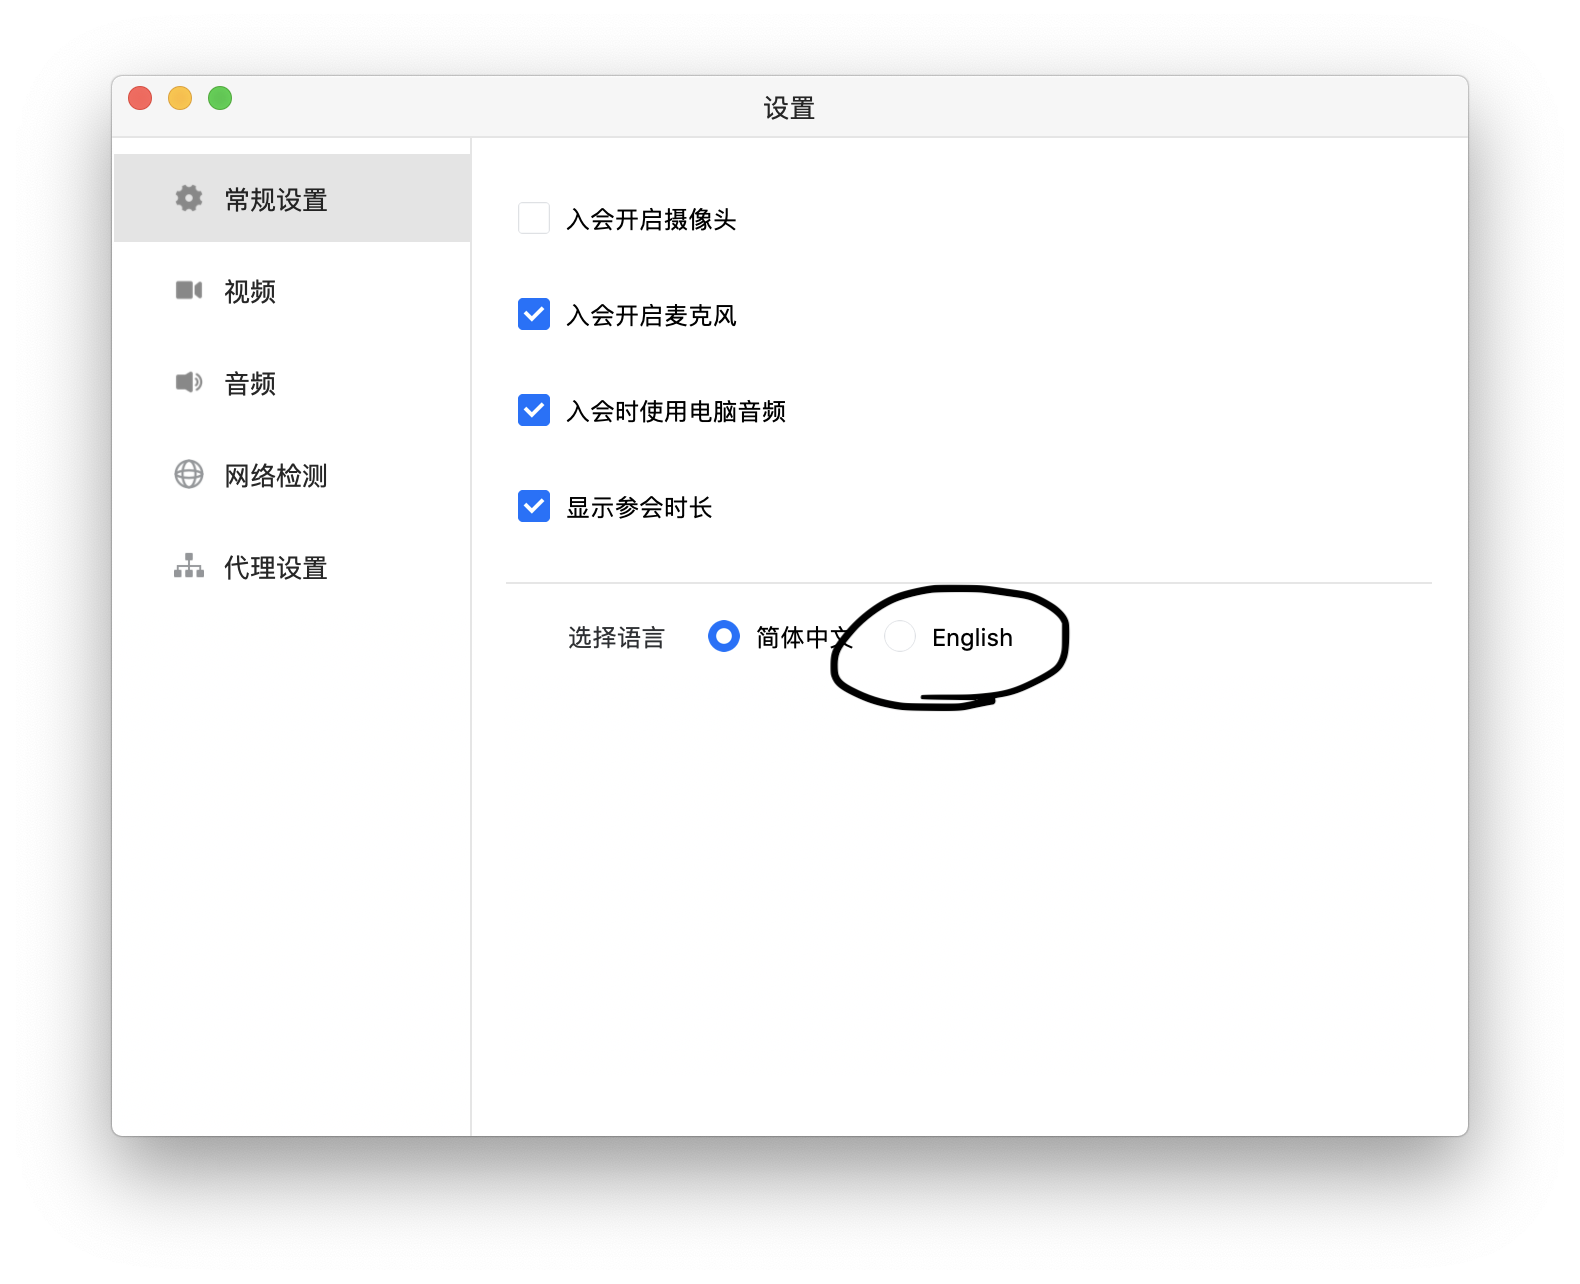 设置
常规设置
视频
音频
网络检测
代理设置
入会开启摄像头
入会开启麦克风
入会时使用电脑音频
显示参会时长
选择语言 简体中文 English